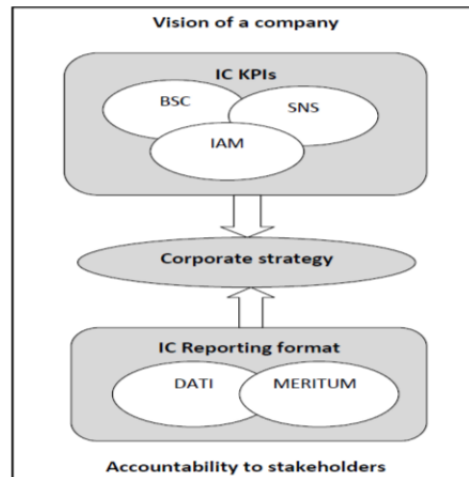 Vision of a company
IC KPIs
BSC
SNS
IAM
Corporate strategy
IC Reporting format
DATI
MERITUM
Accountability to stakeholders